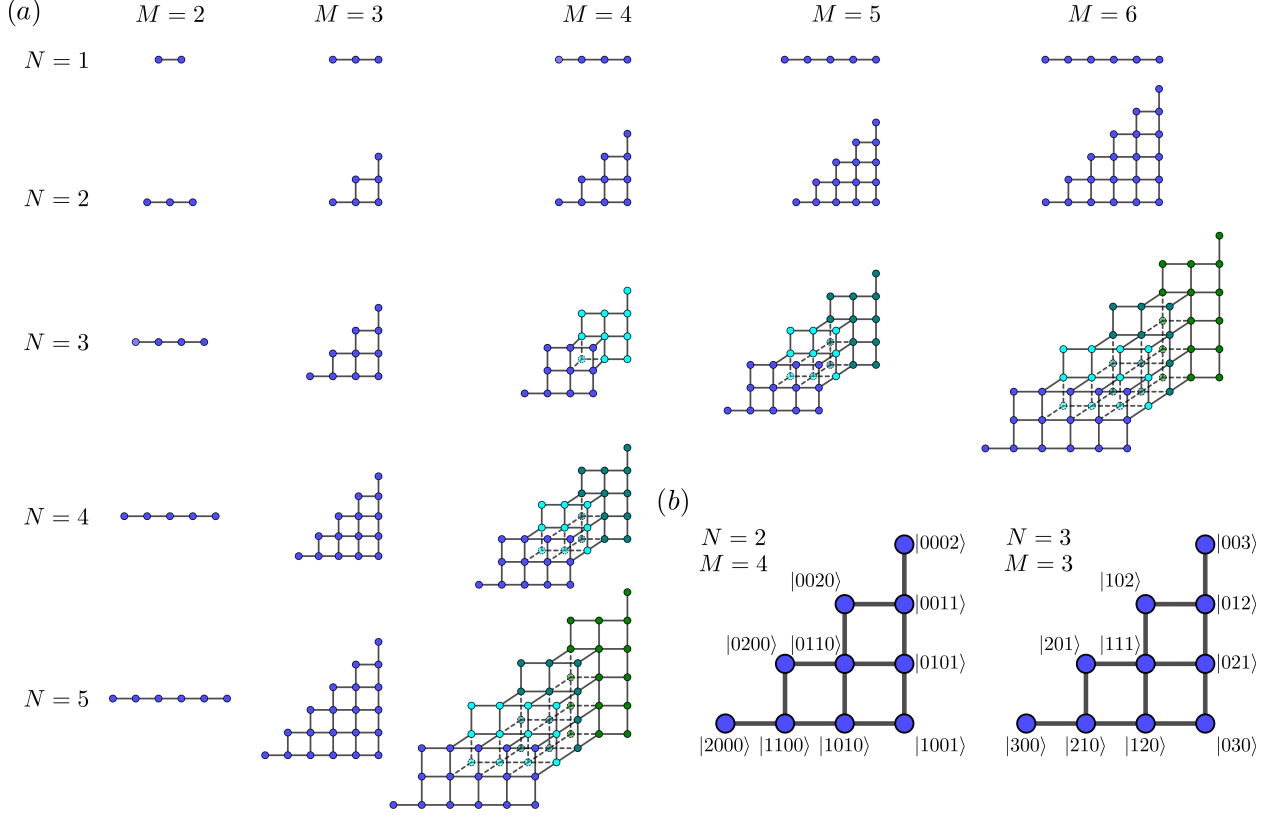 (a)
M = 2
M = 3
M = 4
M = 5
M = 6
N = 1
N = 2
N = 3
N = 4
N = 5
(b)
N = 2
M = 4
|0002⟩
|0020⟩
|0011⟩
|0200⟩
|0110⟩
|0101⟩
|2000⟩
|1100⟩
|1010⟩
|1001⟩
N = 3
M = 3
|003⟩
|102⟩
|012⟩
|201⟩
|111⟩
|021⟩
|300⟩
|210⟩
|120⟩
|030⟩